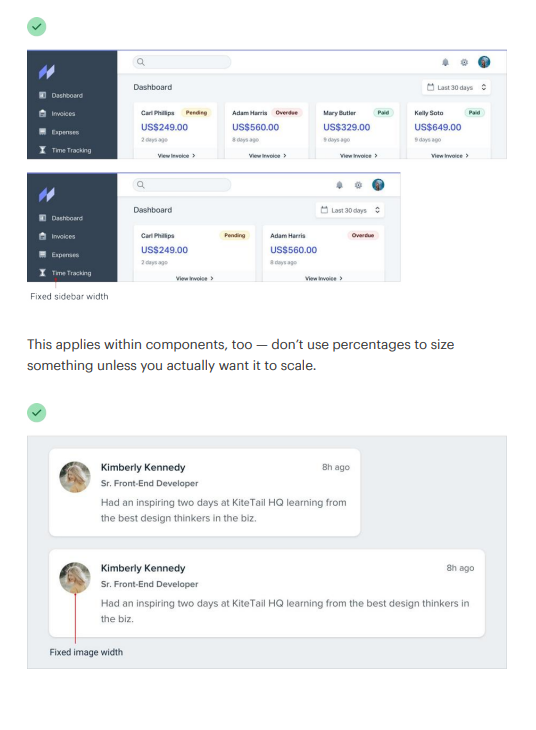 Dashboard
Last 30 days
Dashboard
Invoices
Expenses
Time Tracking
Carl Phillips Pending
US$249.00
2 days ago
View Invoice
Adam Harris Overdue
US$560.00
8 days ago
View Invoice
Mary Butler Paid
US$329.00
9 days ago
View Invoice
Kelly Soto Paid
US$649.00
9 days ago
View Invoice
Dashboard
Last 30 days
Dashboard
Invoices
Expenses
Time Tracking
Carl Phillips Pending
US$249.00
2 days ago
View Invoice
Adam Harris Overdue
US$560.00
8 days ago
View Invoice
Fixed sidebar width
This applies within components, too — don’t use percentages to size
something unless you actually want it to scale.
Kimberly Kennedy 8h ago
Sr. Front-End Developer
Had an inspiring two days at KiteTail HQ learning from
the best design thinkers in the biz.
Kimberly Kennedy 8h ago
Sr. Front-End Developer
Had an inspiring two days at KiteTail HQ learning from the best design thinkers in
the biz.
Fixed image width